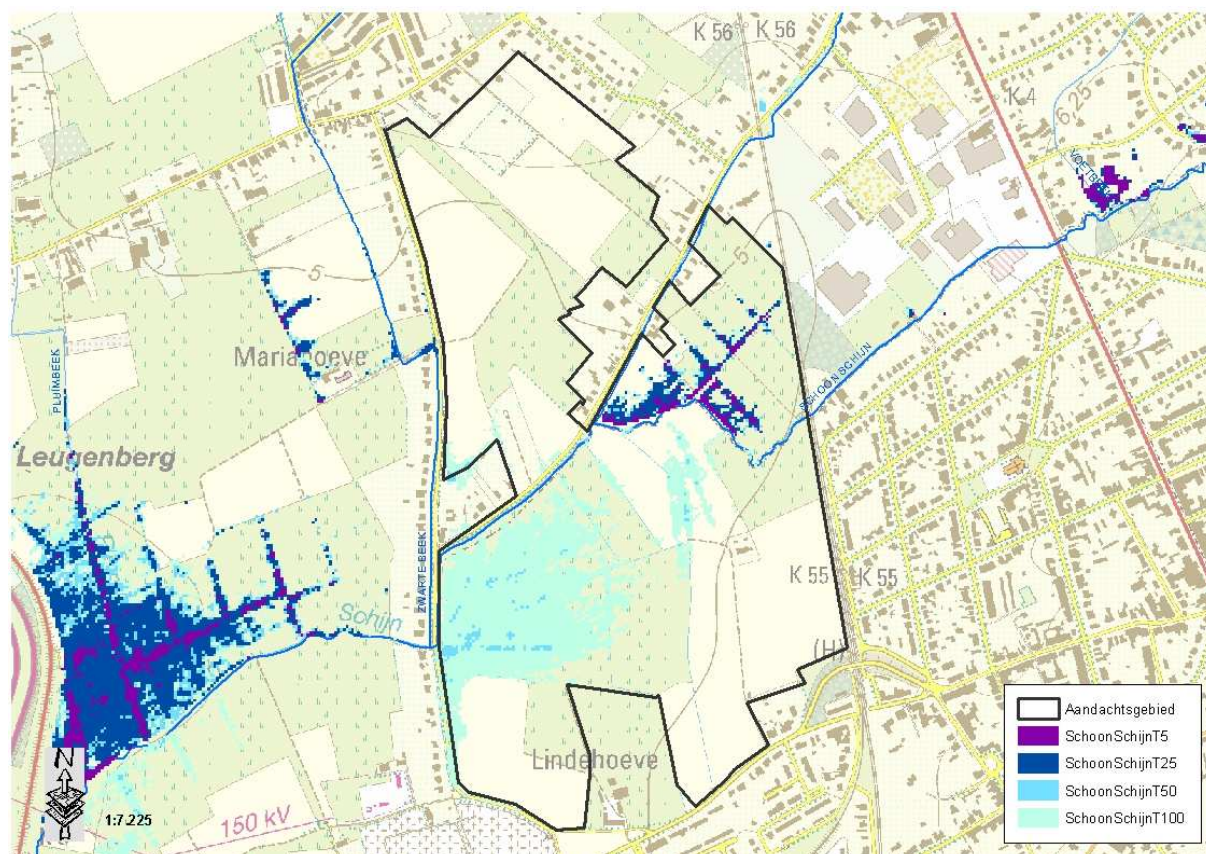 K 56
K 56
K 4
6,25
VOETBEEK
5
5
Mariahoeve
PLUIMBEEK
SCHOON SCHIJN
Leugenberg
ZWARTE BEEK
Schijn
K 55
K 55
(H)
Lindehoeve
150 kV
N
1:7.225
Aandachtsgebied
SchoonSchijnT5
SchoonSchijnT25
SchoonSchijnT50
SchoonSchijnT100